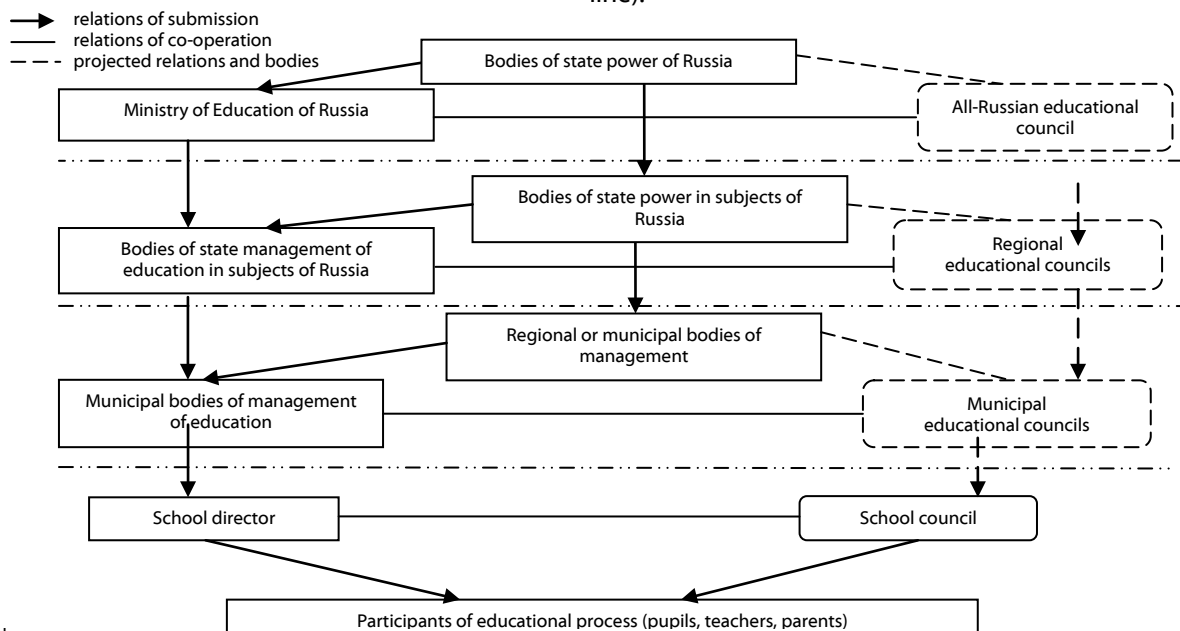 line).
relations of submission
relations of co-operation
projected relations and bodies
Bodies of state power of Russia
Ministry of Education of Russia
All-Russian educational
council
Bodies of state power in subjects of
Russia
Bodies of state management of
education in subjects of Russia
Regional
educational councils
Regional or municipal bodies of
management
Municipal bodies of management
of education
Municipal
educational councils
School director
School council
Participants of educational process (pupils, teachers, parents)